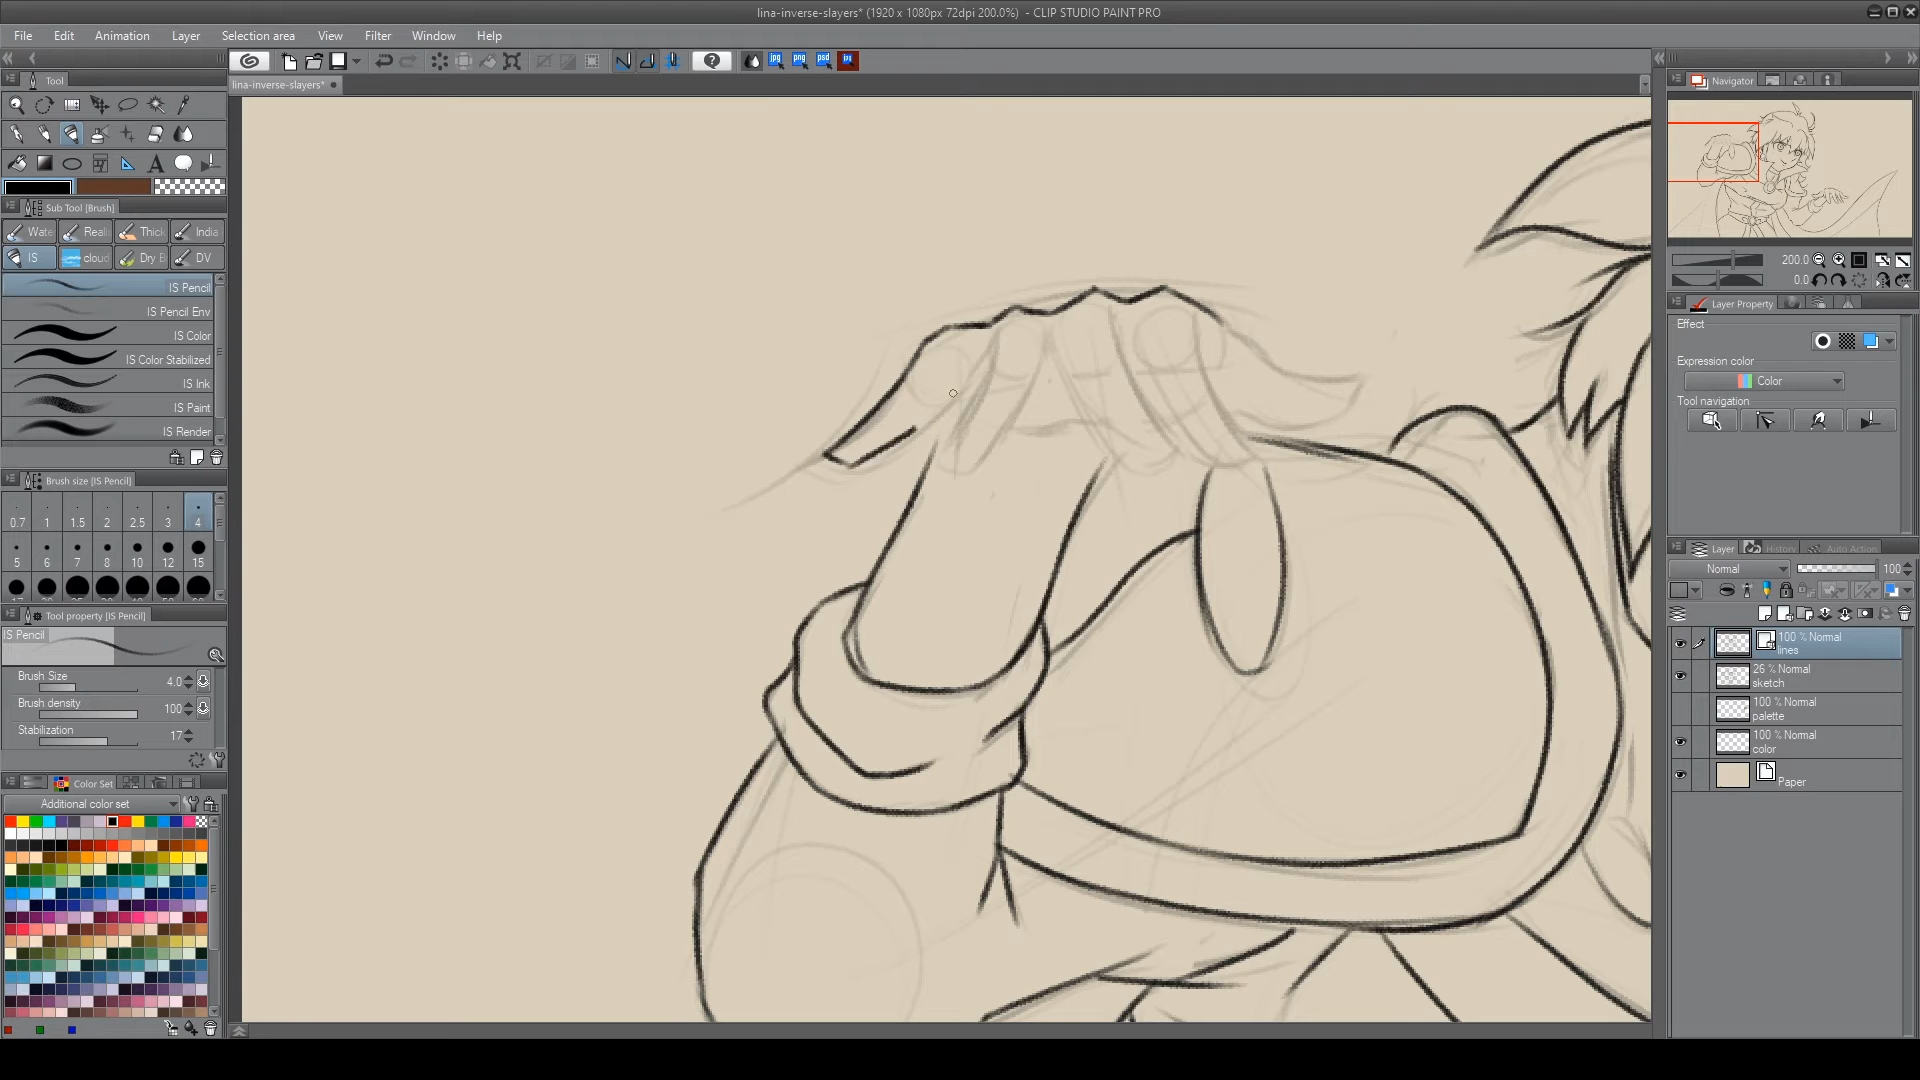 lina-inverse-slayers* (1920 x 1080px 72dpi 200.0%) - CLIP STUDIO PAINT PRO
File Edit Animation Layer Selection area View Filter Window Help
lina-inverse-slayers*
Tool
Sub Tool [Brush]
Wate Reali Thick India
IS cloud Dry B DV
IS Pencil
IS Pencil Env
IS Color
IS Color Stabilized
IS Ink
IS Paint
IS Render
Brush size [IS Pencil]
0.7 1 1.5 2 2.5 3 4
5 6 7 8 10 12 15
Tool property [IS Pencil]
IS Pencil
Brush Size 4.0
Brush density 100
Stabilization 17
Color Set
Additional color set
jpg png psd
Navigator
200.0
0.0
Layer Property
Effect
Expression color
Color
Tool navigation
Layer History Auto Action
Normal 100
100 % Normal
lines
26 % Normal
sketch
100 % Normal
palette
100 % Normal
color
Paper